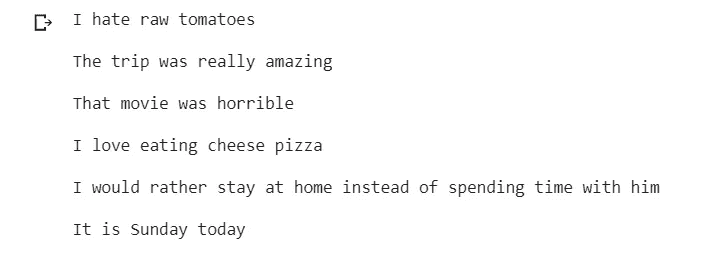 I hate raw tomatoes
The trip was really amazing
That movie was horrible
I love eating cheese pizza
I would rather stay at home instead of spending time with him
It is Sunday today